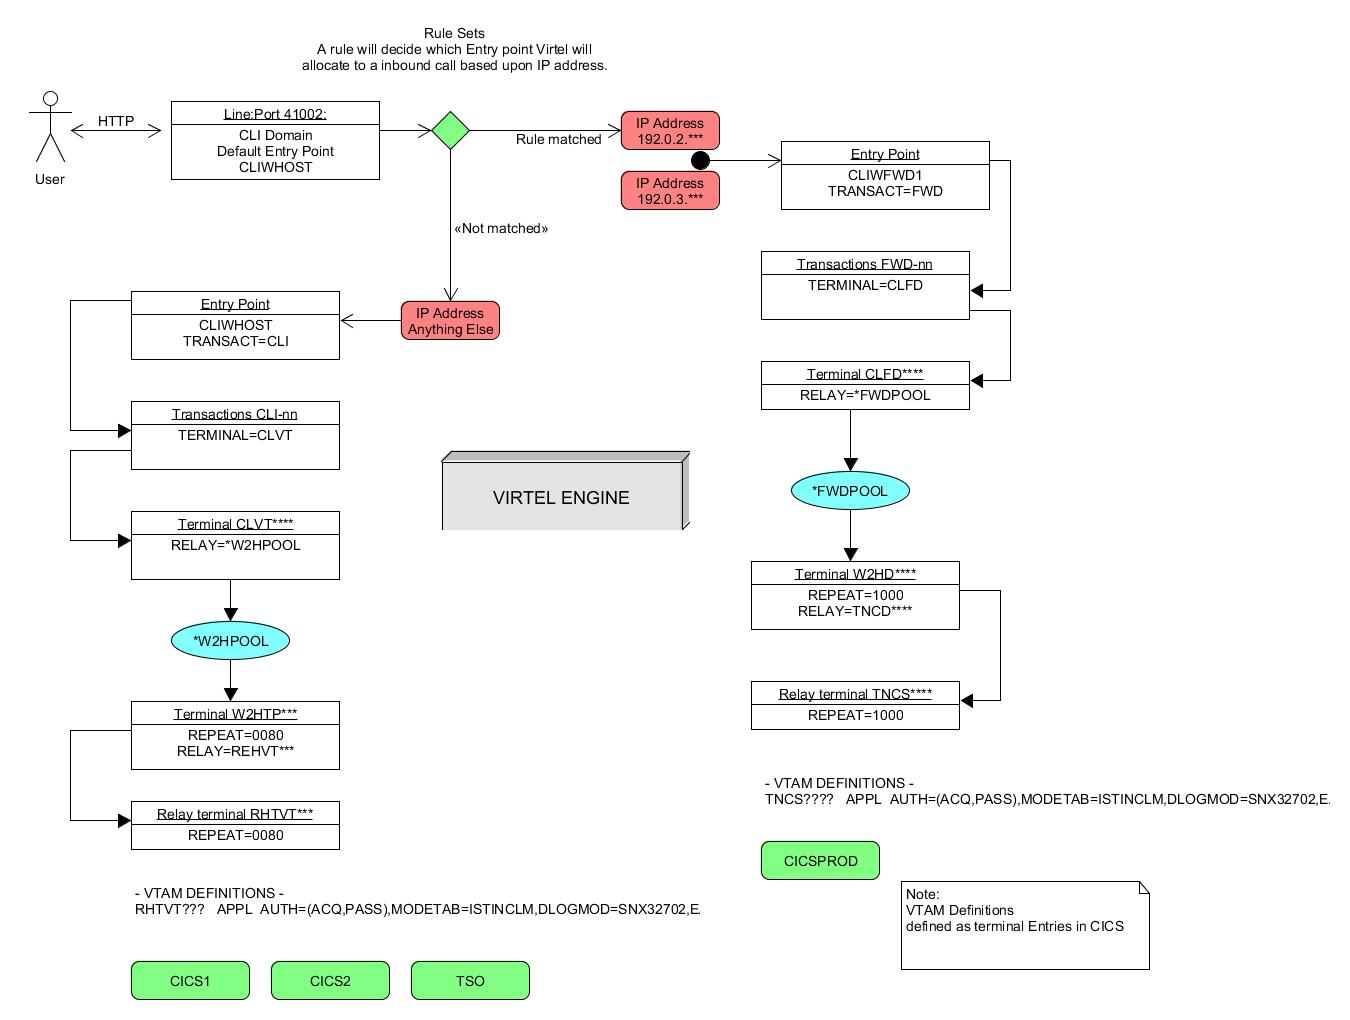 Rule Sets
A rule will decide which Entry point Virtel will
allocate to a inbound call based upon IP address.
HTTP
User
Line:Port 41002:
CLI Domain
Default Entry Point
CLIWHOST
Rule matched
«Not matched»
IP Address
192.0.2.***
IP Address
192.0.3.***
Entry Point
CLIWFWD1
TRANSACT=FWD
Transactions FWD-nn
TERMINAL=CLFD
Terminal CLFD****
RELAY=*FWDPOOL
*FWDPOOL
Terminal W2HD****
REPEAT=1000
RELAY=TNCD****
Relay terminal TNCS****
REPEAT=1000
- VTAM DEFINITIONS -
TNCS???? APPL AUTH=(ACQ,PASS),MODETAB=ISTINCLM,DLOGMOD=SNX32702,E.
CICSPROD
Note:
VTAM Definitions
defined as terminal Entries in CICS
IP Address
Anything Else
Entry Point
CLIWHOST
TRANSACT=CLI
Transactions CLI-nn
TERMINAL=CLVT
Terminal CLVT****
RELAY=*W2HPOOL
*W2HPOOL
Terminal W2HTP***
REPEAT=0080
RELAY=REHVT***
Relay terminal RHTVT***
REPEAT=0080
- VTAM DEFINITIONS -
RHTVT??? APPL AUTH=(ACQ,PASS),MODETAB=ISTINCLM,DLOGMOD=SNX32702,E.
CICS1
CICS2
TSO
VIRTEL ENGINE